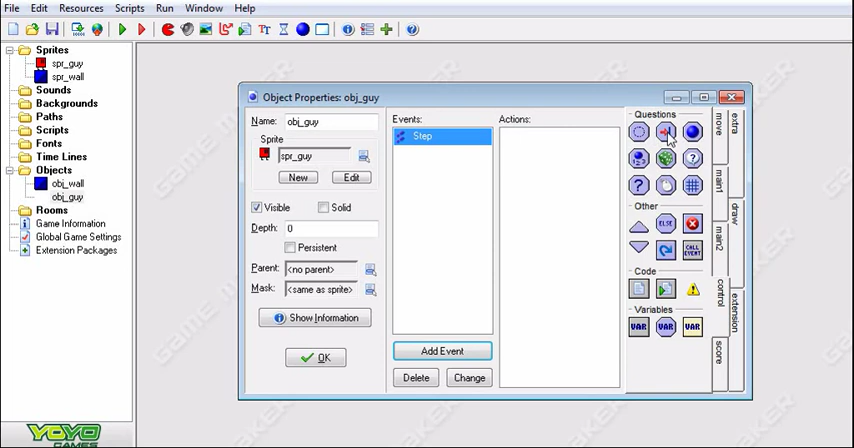 File Edit Resources Scripts Run Window Help
Sprites
spr_guy
spr_wall
Sounds
Backgrounds
Paths
Scripts
Fonts
Time Lines
Objects
obj_wall
obj_guy
Rooms
Game Information
Global Game Settings
Extension Packages
YOYO
GAMES
Object Properties: obj_guy
Name: obj_guy
Sprite
spr_guy
New Edit
Visible Solid
Depth: 0
Persistent
Parent: <no parent>
Mask: <same as sprite>
Show Information
OK
Events:
Step
Add Event
Delete Change
Actions:
Questions
Other
ELSE
CALL
EVENT
Code
Variables
VAR VAR VAR
move
main1
main2
control
score
extra
draw
extension
GAME MAKER